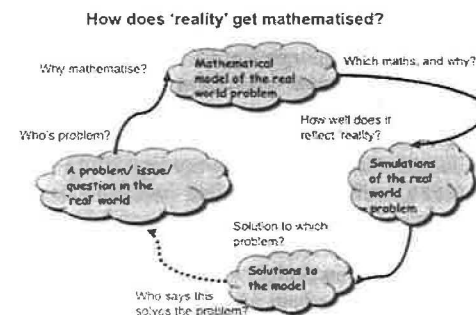 How does 'reality' get mathematised?
Why mathematise?
Mathematical
model of the real
world problem
Which maths, and why?
How well does it
reflect 'reality'?
Who's problem?
A problem/ issue/
question in the
'real' world
Simulations
of the real
world
problem
Solution to which
problem?
Solutions to
the model
Who says this
solves the problem?